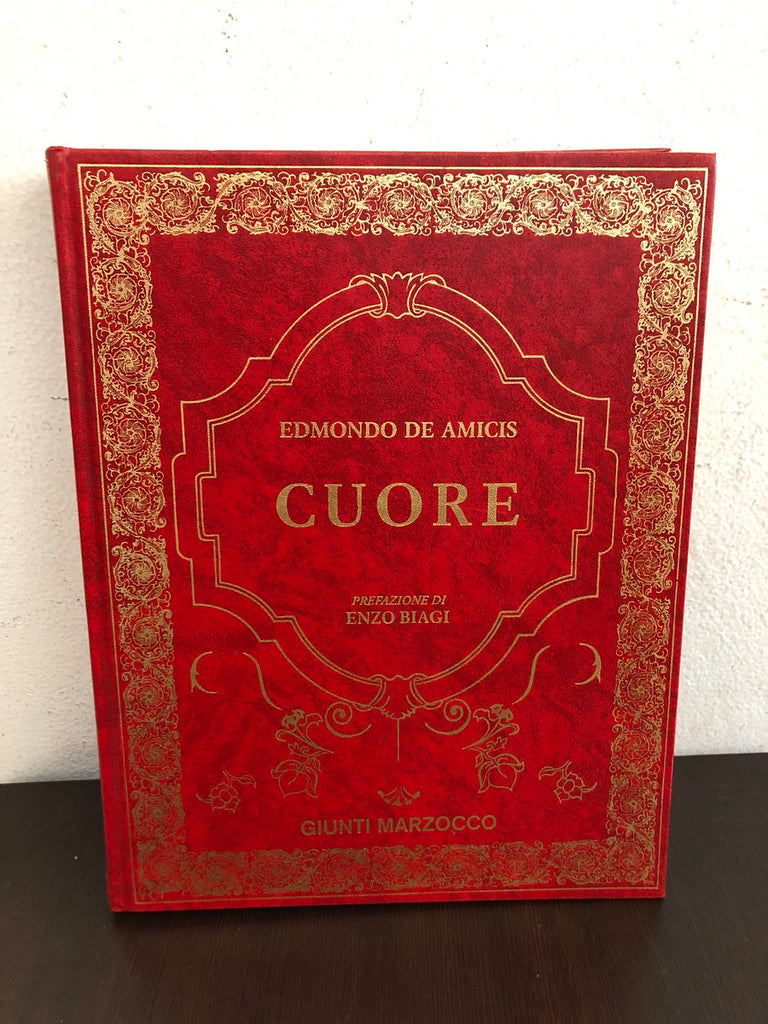 EDMONDO DE AMICIS
CUORE
PREFAZIONE DI
ENZO BIAGI
GIUNTI MARZOCCO